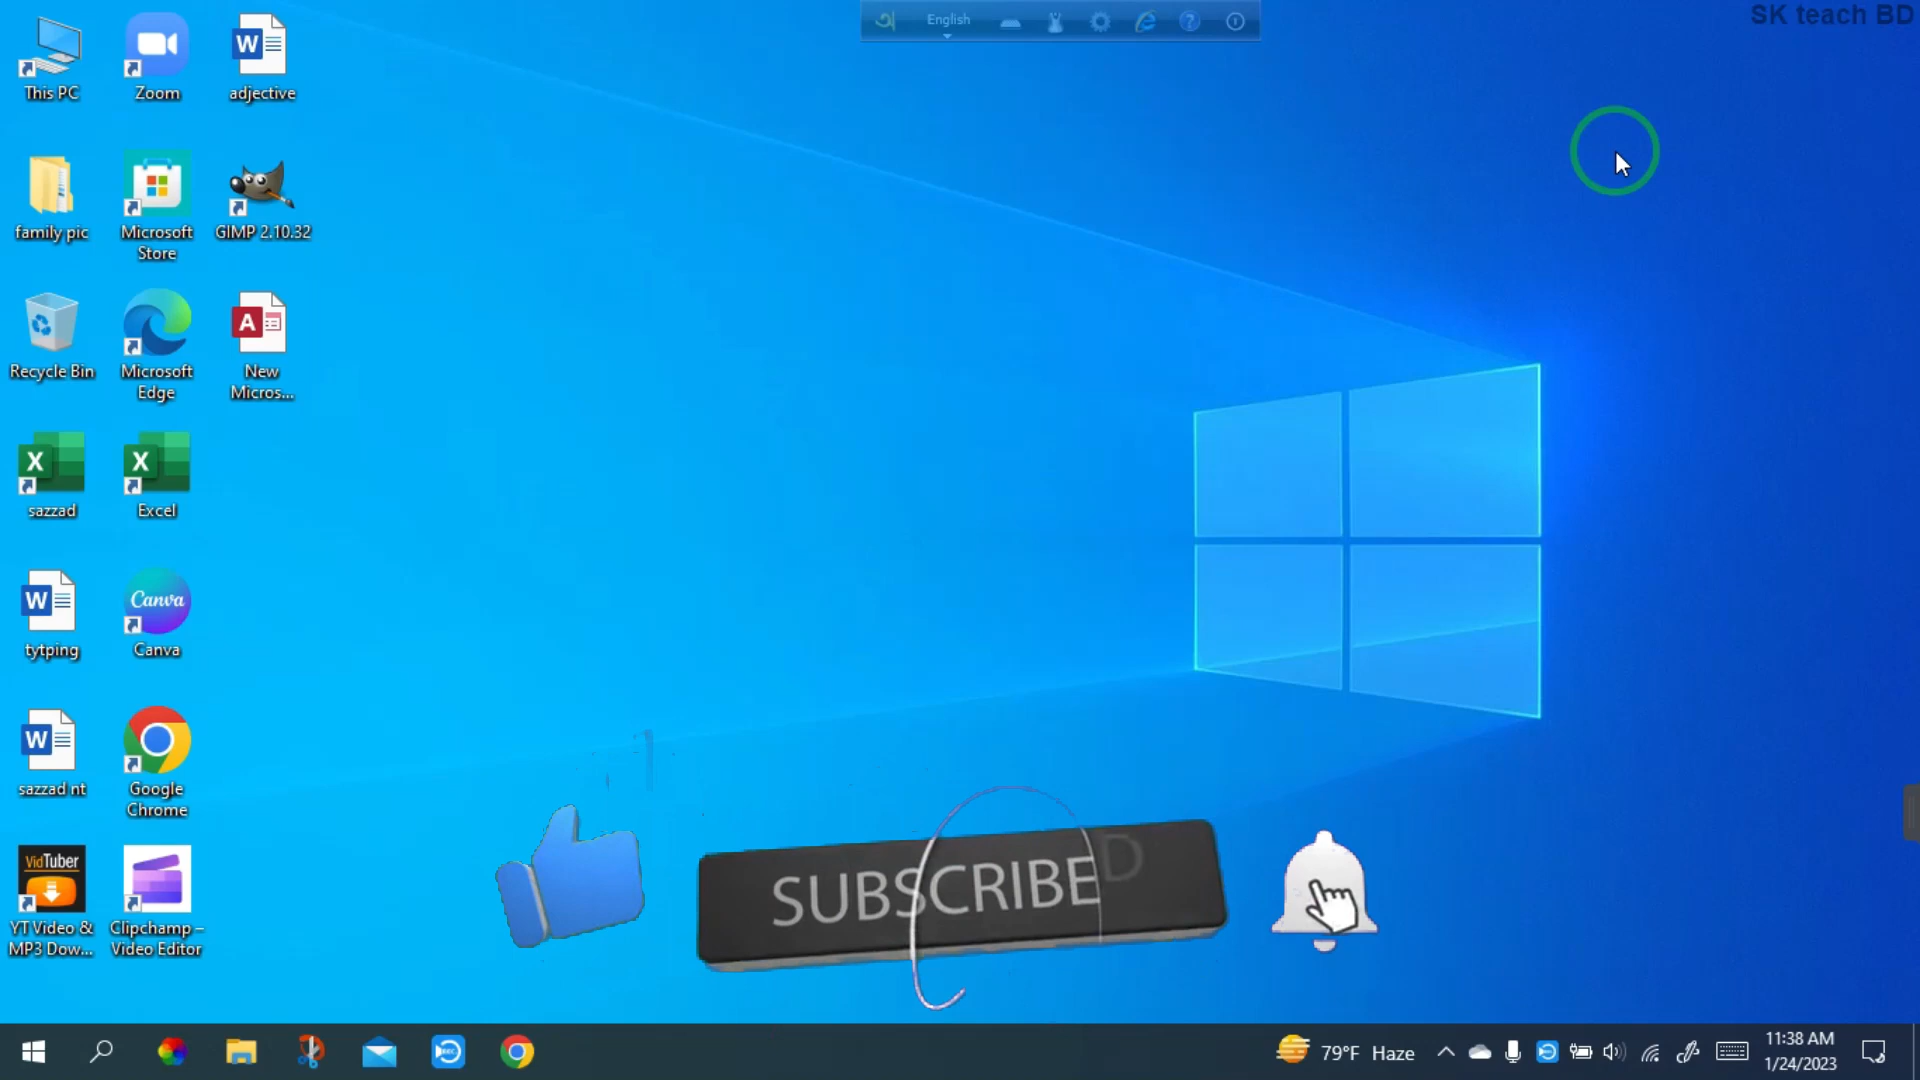 SK teach BD
অ English
This PC
Zoom
adjective
family pic
Microsoft
Store
GIMP 2.10.32
Recycle Bin
Microsoft
Edge
New
Micros...
sazzad
Excel
tytping
Canva
Canva
sazzad nt
Google
Chrome
VidTuber
YT Video &
MP3 Dow...
Clipchamp –
Video Editor
SUBSCRIBED
79°F Haze
11:38 AM
1/24/2023